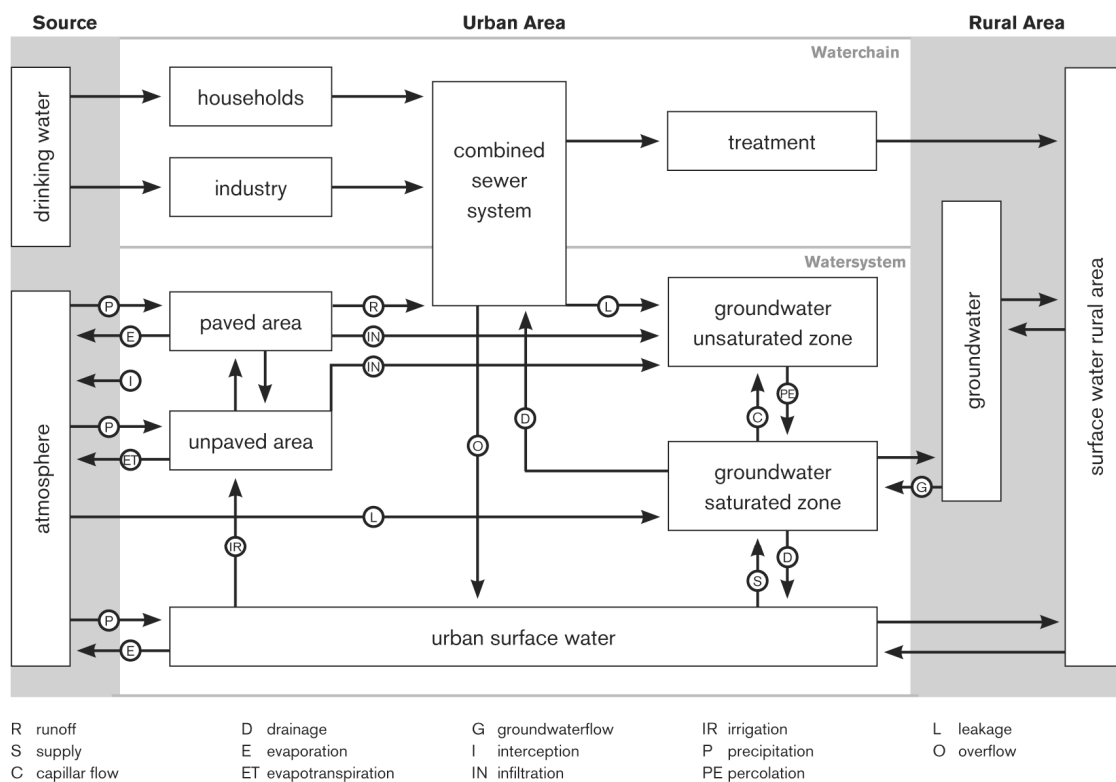 Source
Urban Area
Rural Area
Waterchain
drinking water
households
industry
combined
sewer
system
treatment
surface water rural area
groundwater
Watersystem
atmosphere
P
E
I
P
ET
P
E
paved area
unpaved area
R
IN
IN
L
groundwater
unsaturated zone
C
PE
O
D
groundwater
saturated zone
G
L
IR
S
D
urban surface water
R runoff
S supply
C capillar flow
D drainage
E evaporation
ET evapotranspiration
G groundwaterflow
I interception
IN infiltration
IR irrigation
P precipitation
PE percolation
L leakage
O overflow